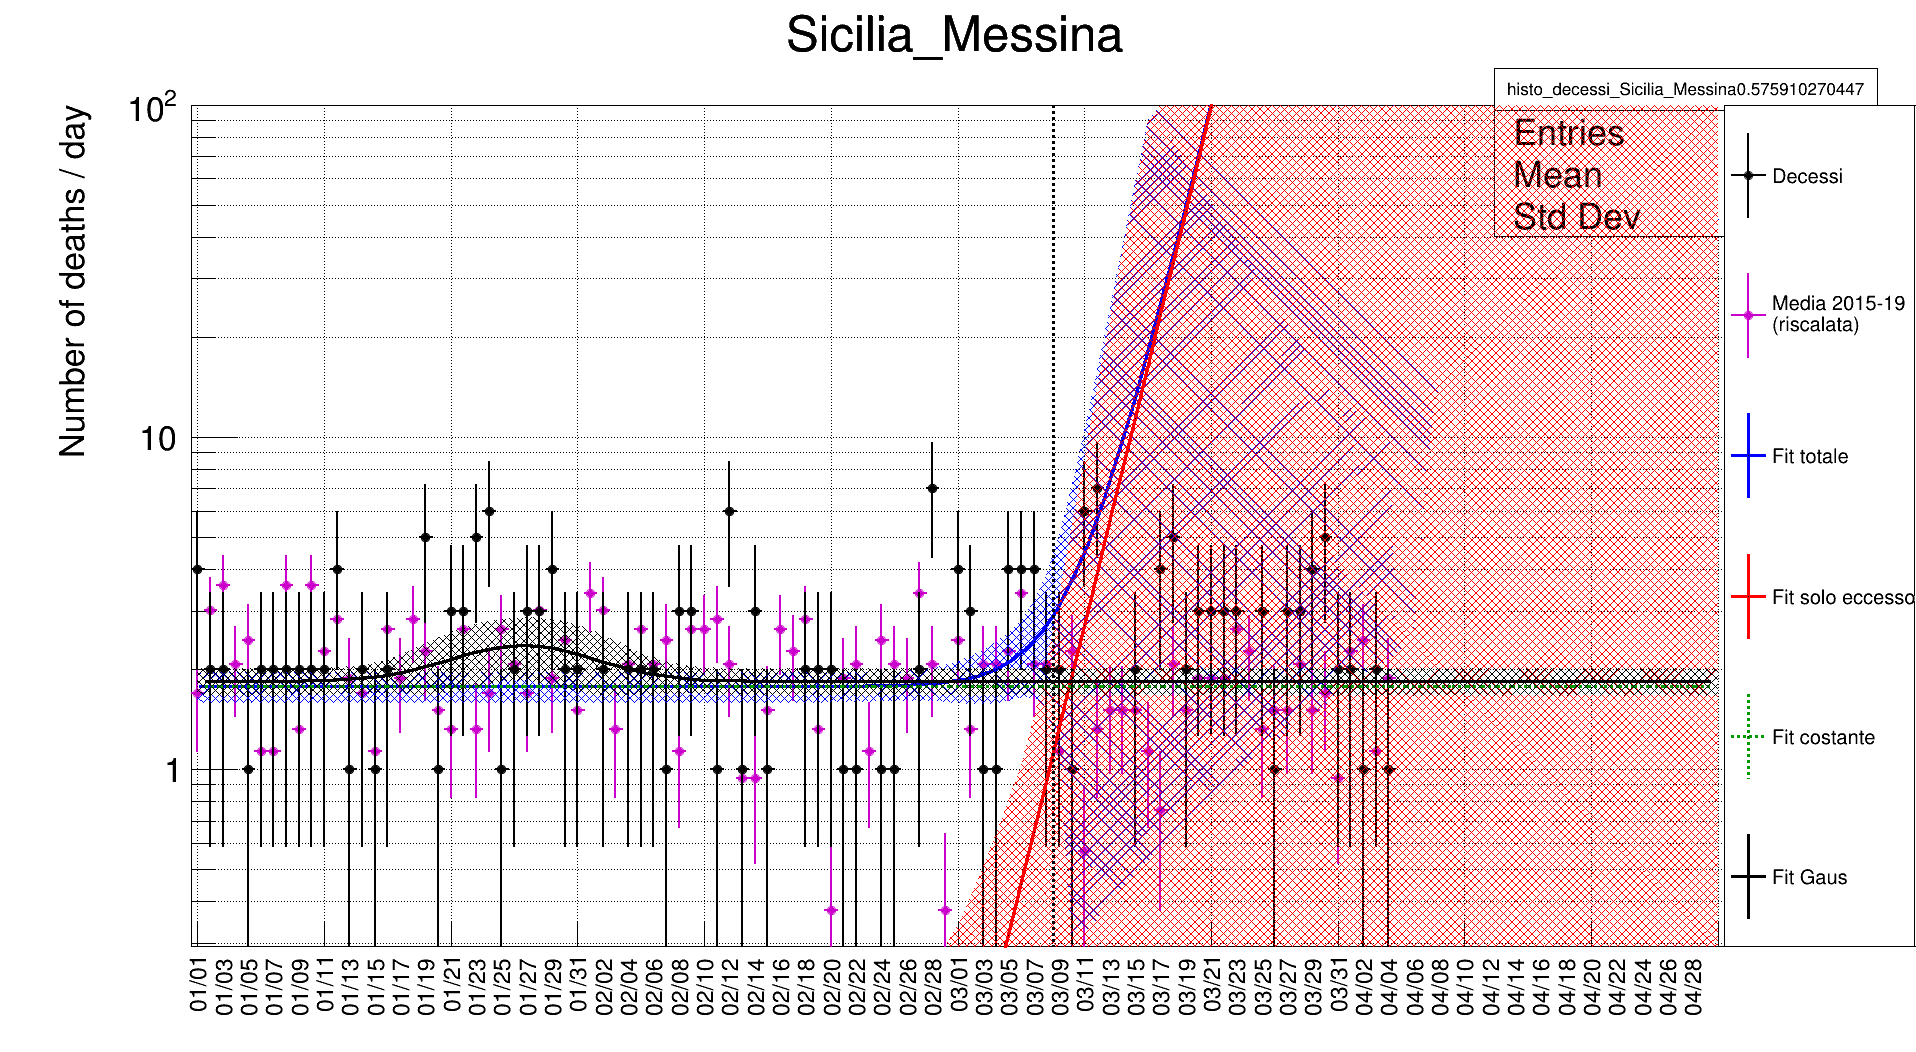 Sicilia_Messina
histo_decessi_Sicilia_Messina0.575910270447
Entries
Mean
Std Dev
Number of deaths / day
10²
10
1
Decessi
Media 2015-19
(riscalata)
Fit totale
Fit solo eccesso
Fit costante
Fit Gaus
01/01 01/03 01/05 01/07 01/09 01/11 01/13 01/15 01/17 01/19 01/21 01/23 01/25 01/27 01/29 01/31 02/02 02/04 02/06 02/08 02/10 02/12 02/14 02/16 02/18 02/20 02/22 02/24 02/26 02/28 03/01 03/03 03/05 03/07 03/09 03/11 03/13 03/15 03/17 03/19 03/21 03/23 03/25 03/27 03/29 03/31 04/02 04/04 04/06 04/08 04/10 04/12 04/14 04/16 04/18 04/20 04/22 04/24 04/26 04/28